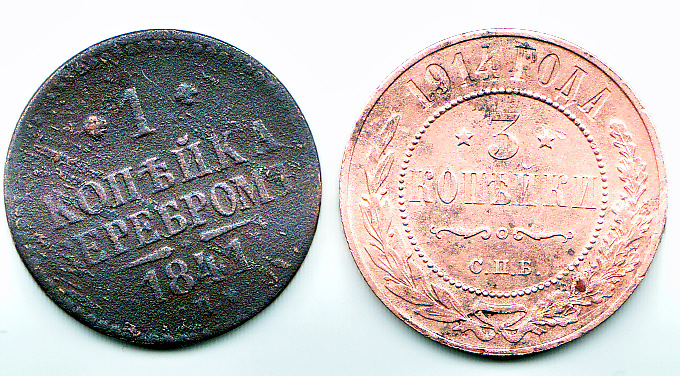 * 1 *
КОПѢЙКА
СЕРЕБРОМЪ
1841
1914 ГОДА
* 3 *
КОПѢЙКИ
С.П.Б.